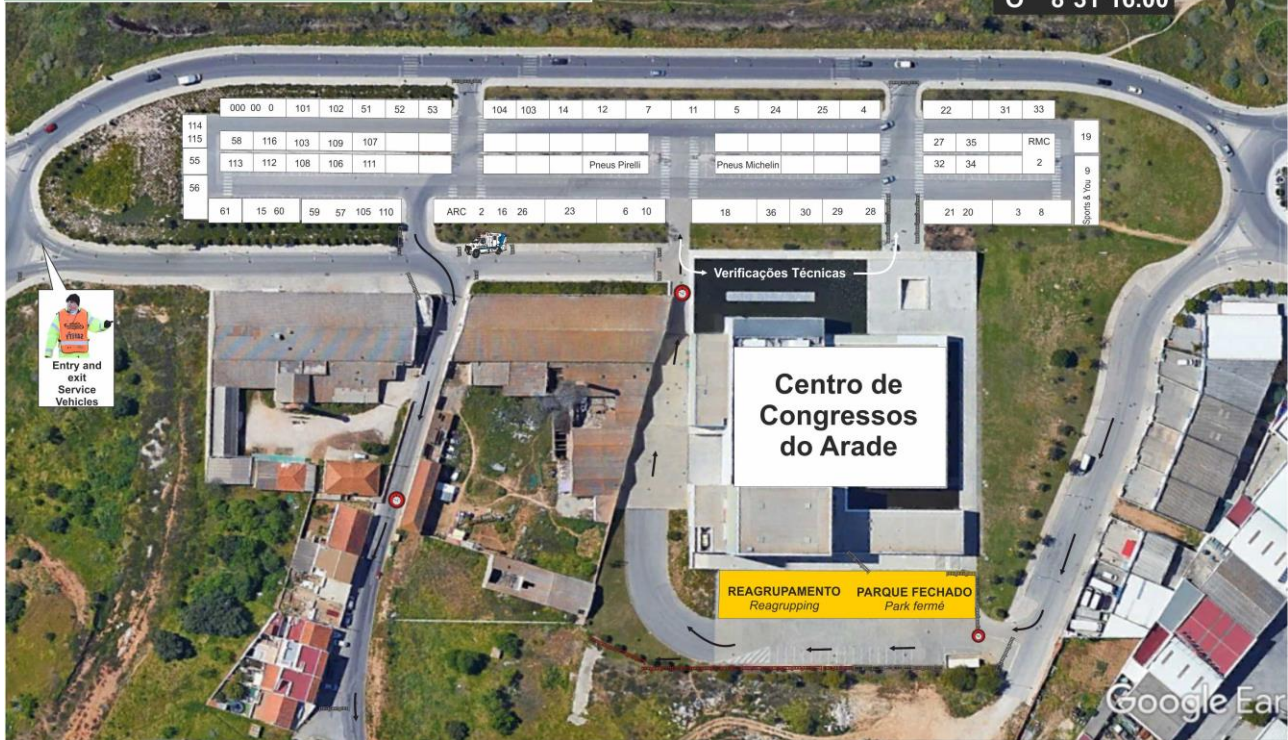 O 8°31'16.00"
000 00 0 101 102 51 52 53 104 103 14 12 7 11 5 24 25 4 22 31 33
114
115
58 116 103 109 107 27 35 RMC 19
55
113 112 108 106 111 Pneus Pirelli Pneus Michelin 32 34 2
56
9
Sports & You
61 15 60 59 57 105 110 ARC 2 16 26 23 6 10 18 36 30 29 28 21 20 3 8
Verificações Técnicas
Entry and
exit
Service
Vehicles
Centro de
Congressos
do Arade
REAGRUPAMENTO PARQUE FECHADO
Reagrupping Park fermé
Google Ear